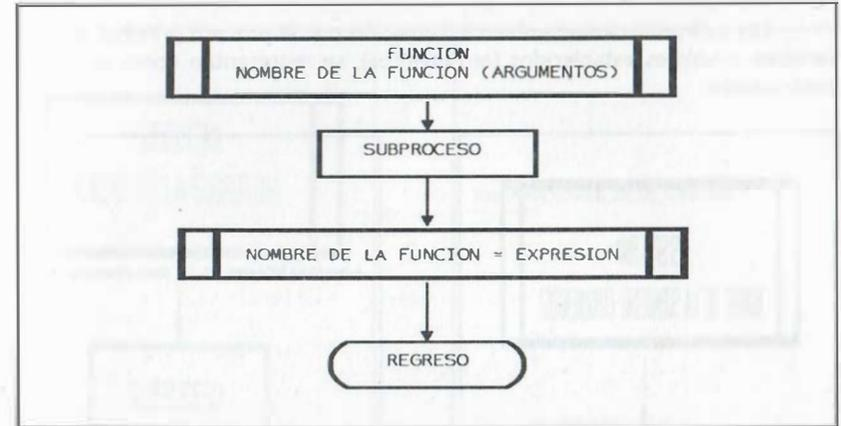 FUNCION
NOMBRE DE LA FUNCION (ARGUMENTOS)
SUBPROCESO
NOMBRE DE LA FUNCION = EXPRESION
REGRESO